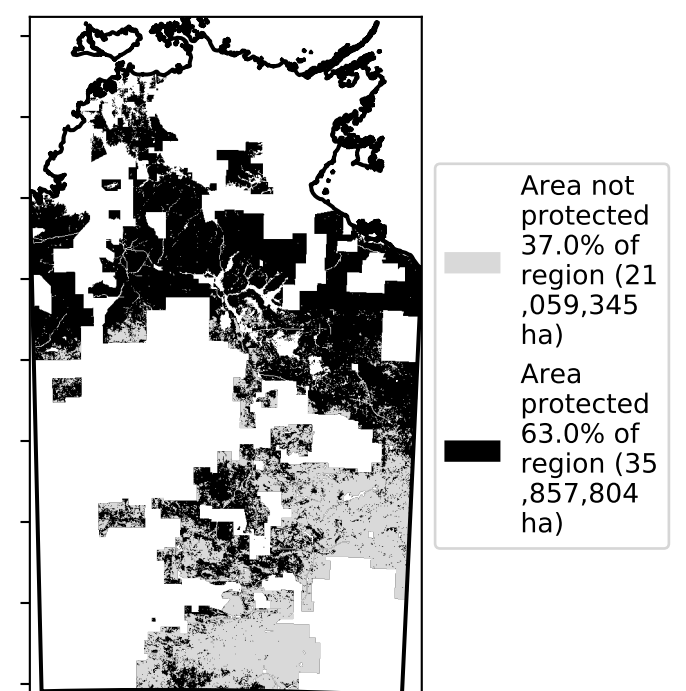 Area not
protected
37.0% of
region (21
,059,345
ha)
Area
protected
63.0% of
region (35
,857,804
ha)